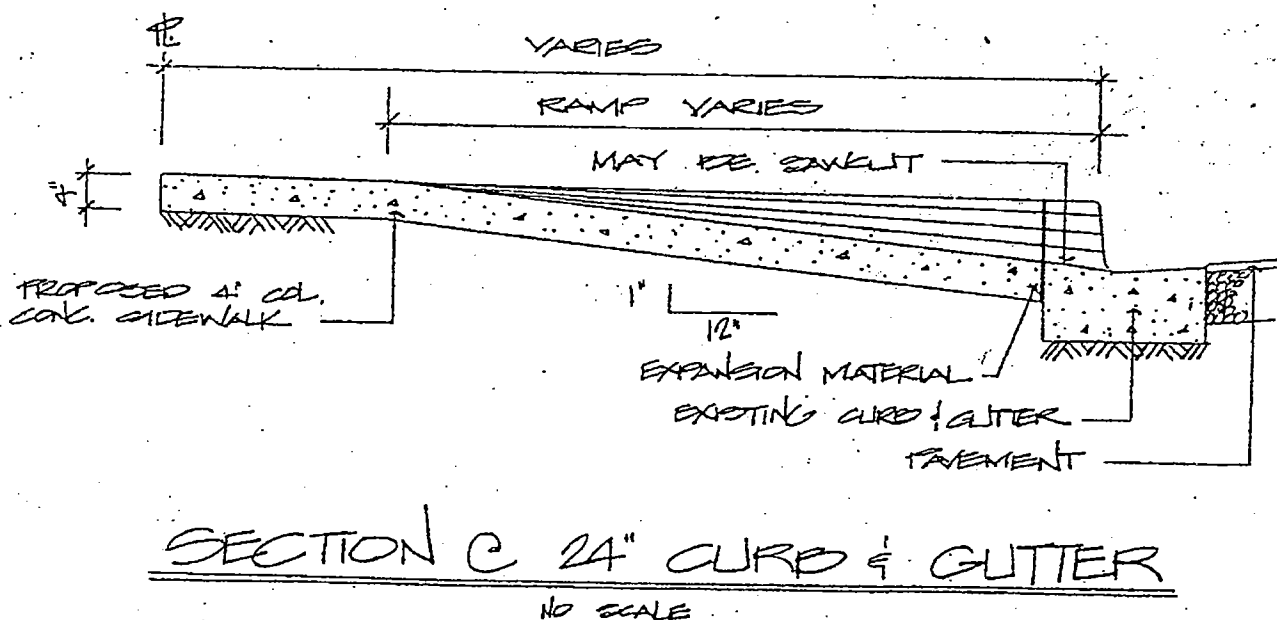 PL
VARIES
RAMP VARIES
MAY BE SAWCUT
4"
PROPOSED 4" COL.
CONC. SIDEWALK
1"
12"
EXPANSION MATERIAL
EXISTING CURB & GUTTER
PAVEMENT
SECTION C 24" CURB & GUTTER
NO SCALE